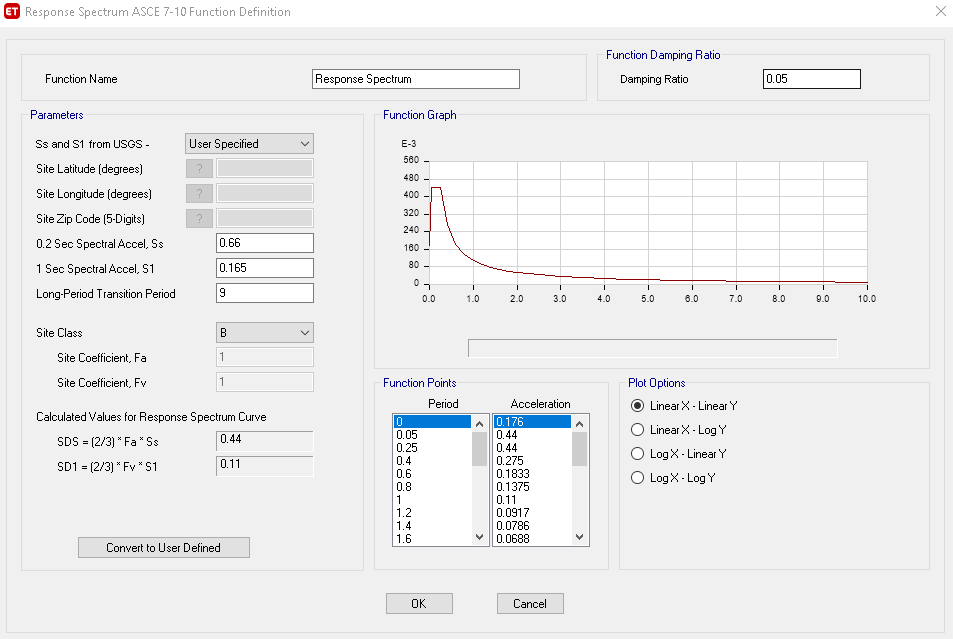 ET Response Spectrum ASCE 7-10 Function Definition
Function Name
Response Spectrum
Function Damping Ratio
Damping Ratio
0.05
Parameters
Ss and S1 from USGS - User Specified
Site Latitude (degrees) ?
Site Longitude (degrees) ?
Site Zip Code (5-Digits) ?
0.2 Sec Spectral Accel, Ss 0.66
1 Sec Spectral Accel, S1 0.165
Long-Period Transition Period 9
Site Class B
Site Coefficient, Fa 1
Site Coefficient, Fv 1
Calculated Values for Response Spectrum Curve
SDS = (2/3) * Fa * Ss 0.44
SD1 = (2/3) * Fv * S1 0.11
Convert to User Defined
Function Graph
E-3
560
480
400
320
240
160
80
0
0.0 1.0 2.0 3.0 4.0 5.0 6.0 7.0 8.0 9.0 10.0
Function Points
Period Acceleration
0 0.176
0.05 0.44
0.25 0.44
0.4 0.275
0.6 0.1833
0.8 0.1375
1 0.11
1.2 0.0917
1.4 0.0786
1.6 0.0688
Plot Options
Linear X - Linear Y
Linear X - Log Y
Log X - Linear Y
Log X - Log Y
OK
Cancel